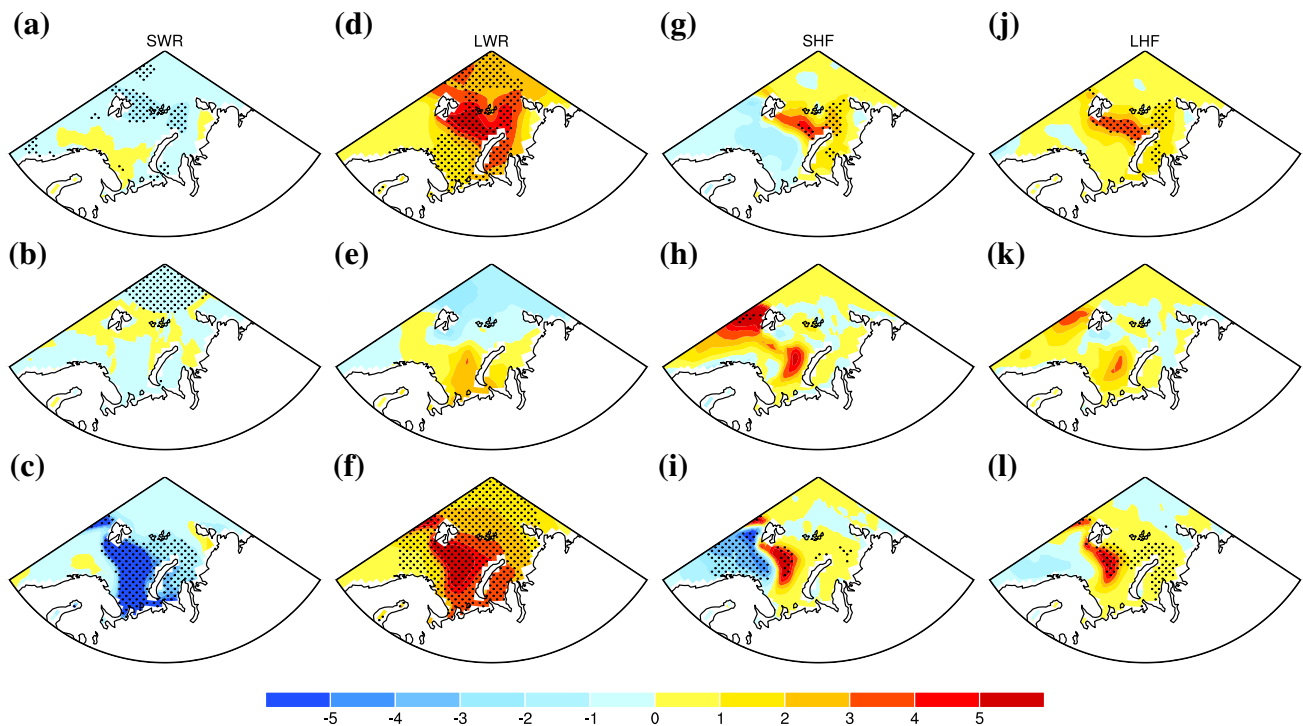 (a) (d) (g) (j)
SWR LWR SHF LHF
(b) (e) (h) (k)
(c) (f) (i) (l)
-5 -4 -3 -2 -1 0 1 2 3 4 5